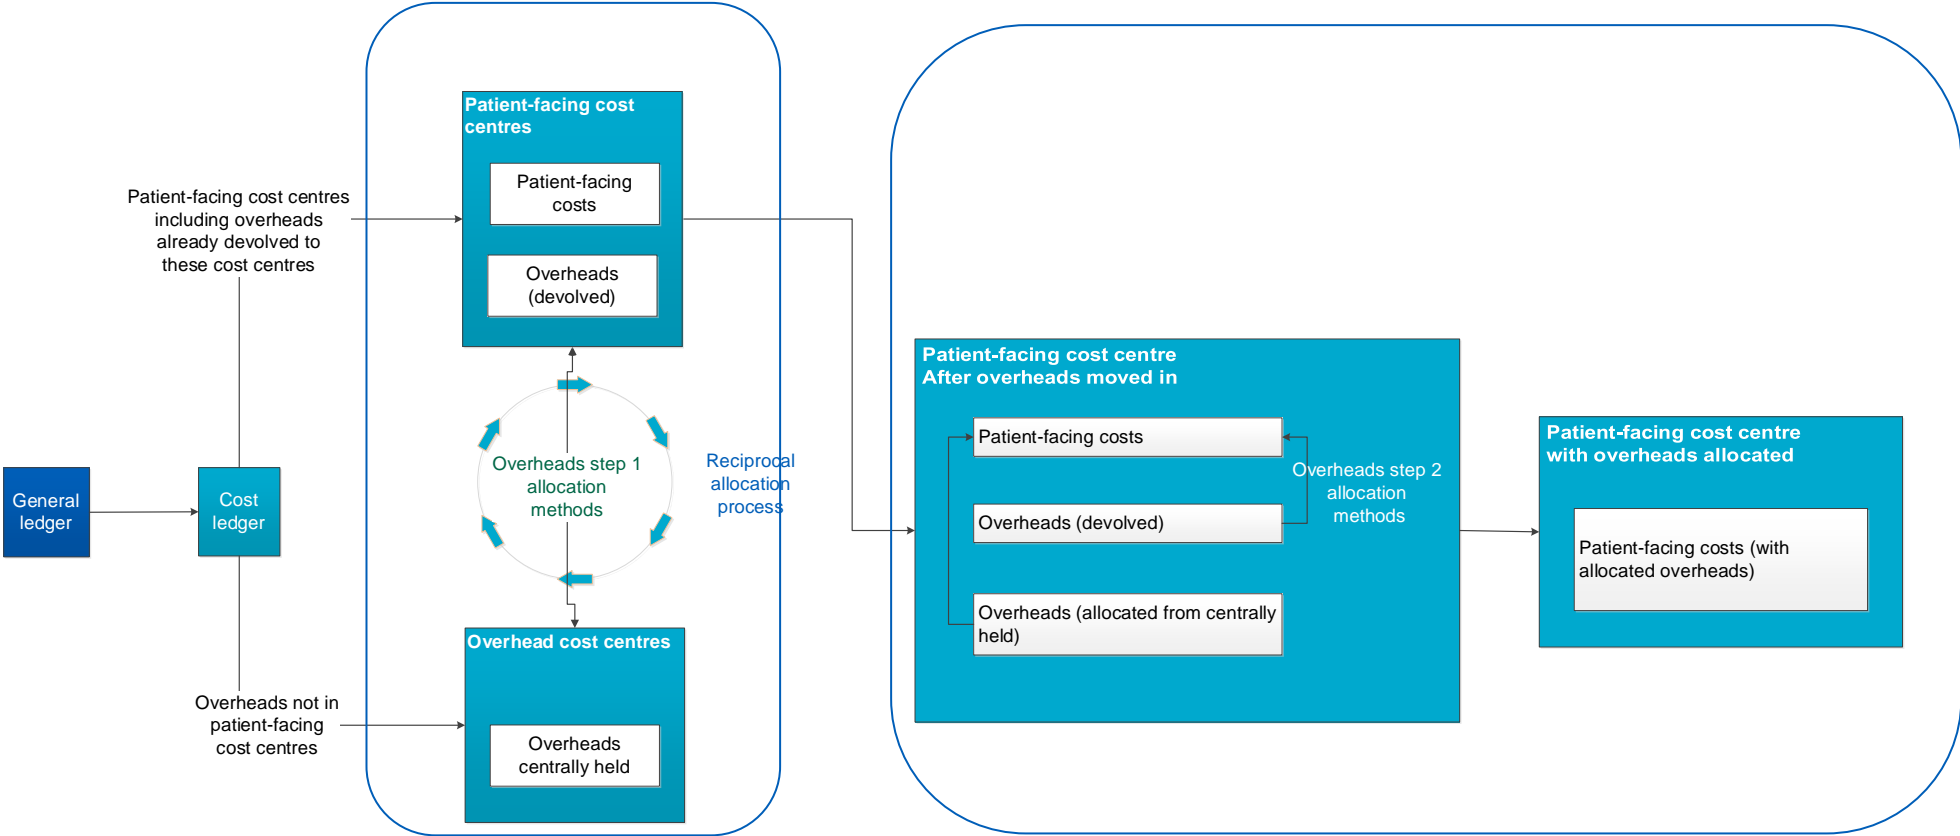 General
ledger
Cost
ledger
Patient-facing cost centres
including overheads
already devolved to
these cost centres
Overheads not in
patient-facing
cost centres
Patient-facing cost
centres
Patient-facing
costs
Overheads
(devolved)
Overheads step 1
allocation
methods
Reciprocal
allocation
process
Overhead cost centres
Overheads
centrally held
Patient-facing cost centre
After overheads moved in
Patient-facing costs
Overheads (devolved)
Overheads (allocated from centrally
held)
Overheads step 2
allocation
methods
Patient-facing cost centre
with overheads allocated
Patient-facing costs (with
allocated overheads)